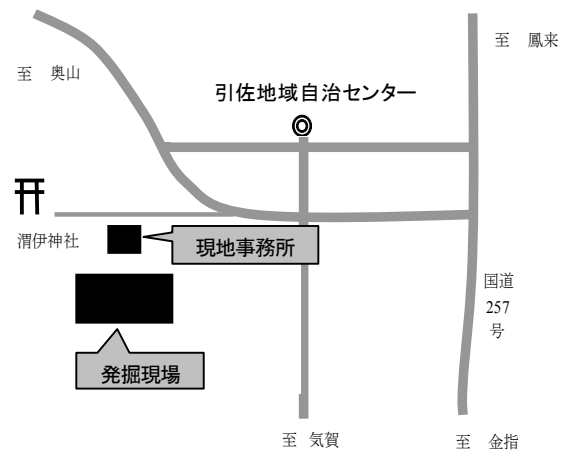 至 鳳来
至 奥山
引佐地域自治センター
渭伊神社
現地事務所
国道
257
号
発掘現場
至 気賀
至 金指